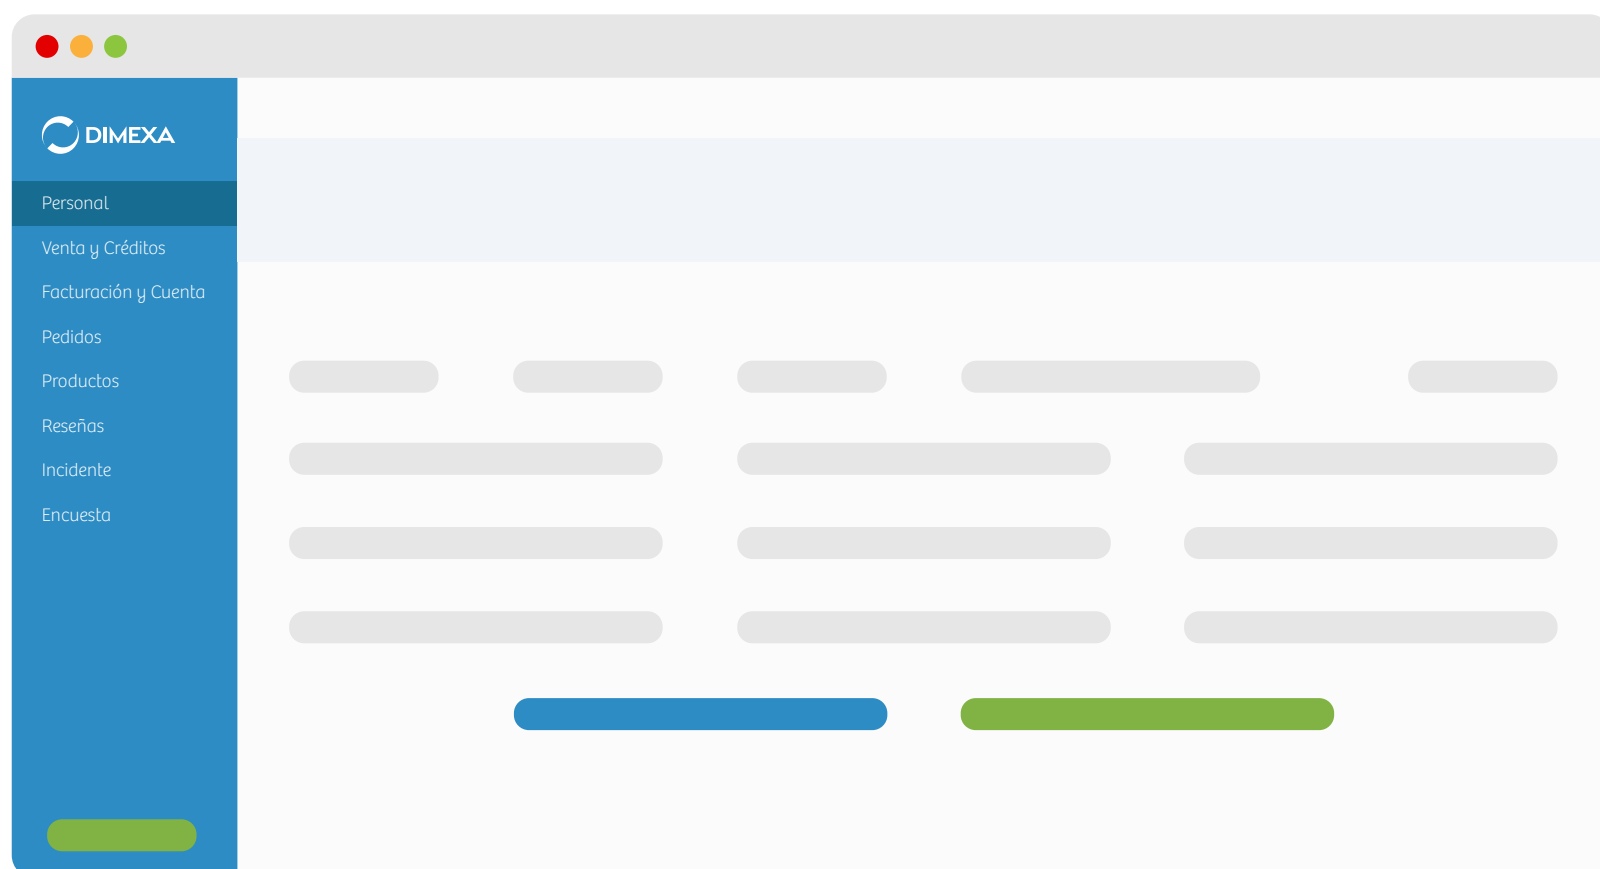 DIMEXA
Personal
Venta y Créditos
Facturación y Cuenta
Pedidos
Productos
Reseñas
Incidente
Encuesta